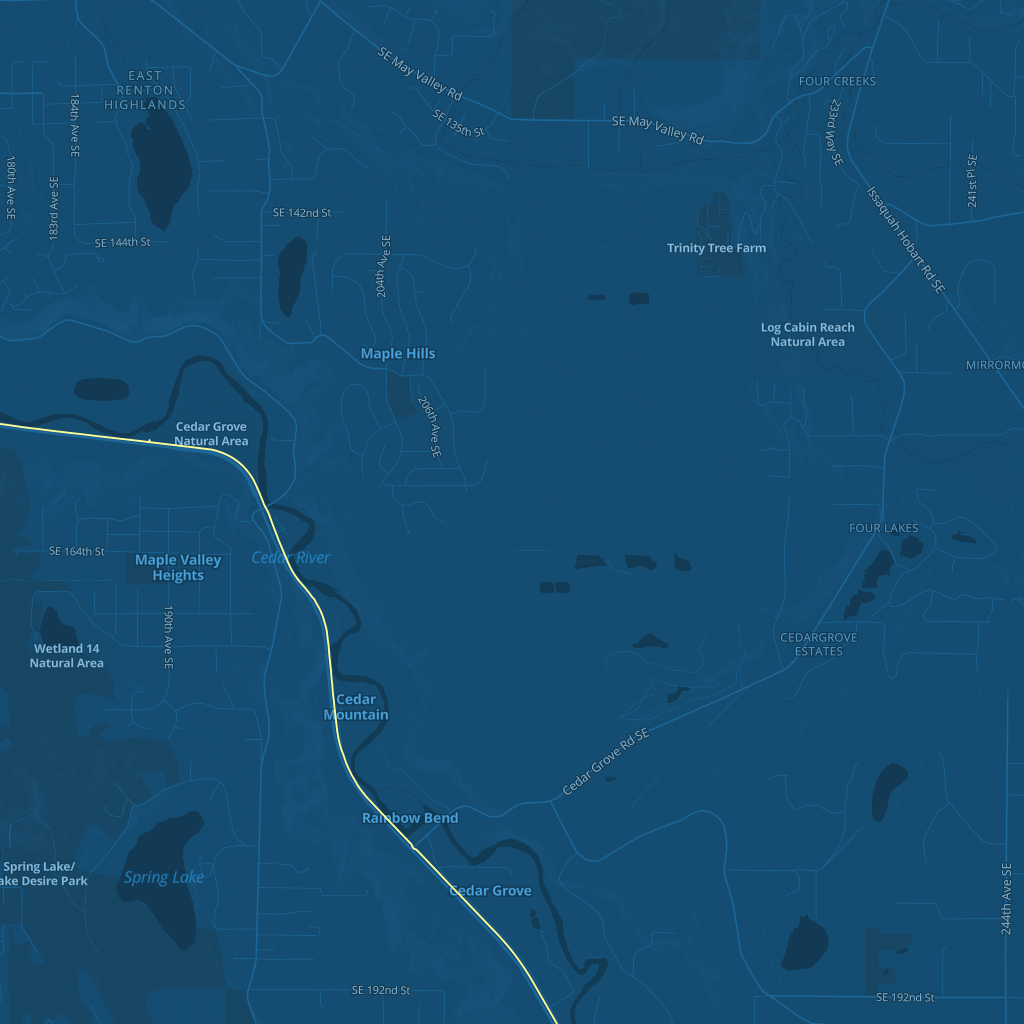 SE May Valley Rd
EAST
RENTON
HIGHLANDS
FOUR CREEKS
184th Ave SE
SE 135th St
SE May Valley Rd
233rd Way SE
180th Ave SE
183rd Ave SE
241st Pl SE
SE 142nd St
Issaquah Hobart Rd SE
SE 144th St
204th Ave SE
Trinity Tree Farm
Log Cabin Reach
Natural Area
Maple Hills
MIRRORMO
206th Ave SE
Cedar Grove
Natural Area
FOUR LAKES
SE 164th St
Maple Valley
Heights
Cedar River
190th Ave SE
CEDARGROVE
ESTATES
Wetland 14
Natural Area
Cedar
Mountain
Cedar Grove Rd SE
Rainbow Bend
Spring Lake/
ake Desire Park
Spring Lake
Cedar Grove
244th Ave SE
SE 192nd St
SE 192nd St